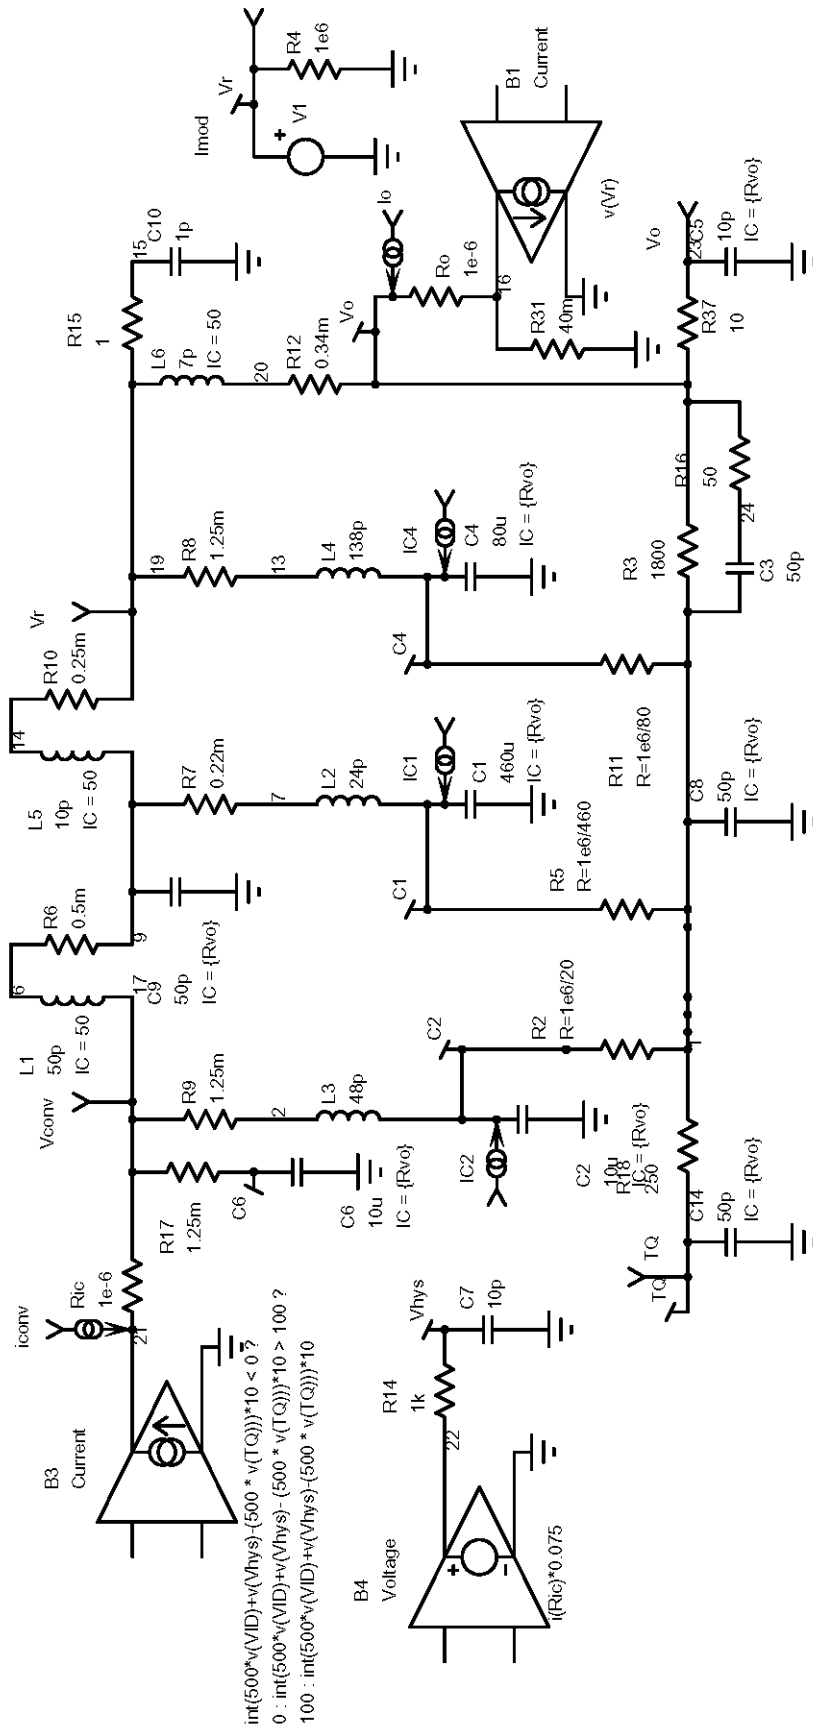 Imod
Vr
R4
1e6
V1
+
B1
Current
v(Vr)
R15
1
15
C10
1p
L6
7p
IC = 50
20
R12
0.34m
Io
Vo
Ro
1e-6
16
R31
40m
Vo
23
C5
10p
IC = {Rvo}
R37
10
19
R8
1.25m
13
L4
138p
IC4
C4
80u
IC = {Rvo}
C4
R16
50
24
R3
1800
C3
50p
Vr
R10
0.25m
14
L5
10p
IC = 50
R7
0.22m
7
L2
24p
IC1
C1
460u
IC = {Rvo}
C1
R11
R=1e6/80
R5
R=1e6/460
C8
50p
IC = {Rvo}
R6
0.5m
9
6
L1
50p
IC = 50
17
C9
50p
IC = {Rvo}
Vconv
R9
1.25m
2
L3
48p
C2
R2
R=1e6/20
1
IC2
C2
10u
IC = {Rvo}
R18
250
C14
50p
IC = {Rvo}
TQ
TQ
R17
1.25m
C6
C6
10u
IC = {Rvo}
iconv
Ric
1e-6
21
B3
Current
int(500*v(VID)+v(Vhys)-(500 * v(TQ)))*10 < 0 ?
0 : int(500*v(VID)+v(Vhys)- (500 * v(TQ)))*10 > 100 ?
100 : int(500*v(VID)+v(Vhys)-(500 * v(TQ)))*10
Vhys
C7
10p
R14
1k
22
B4
Voltage
+
-
i(Ric)*0.075